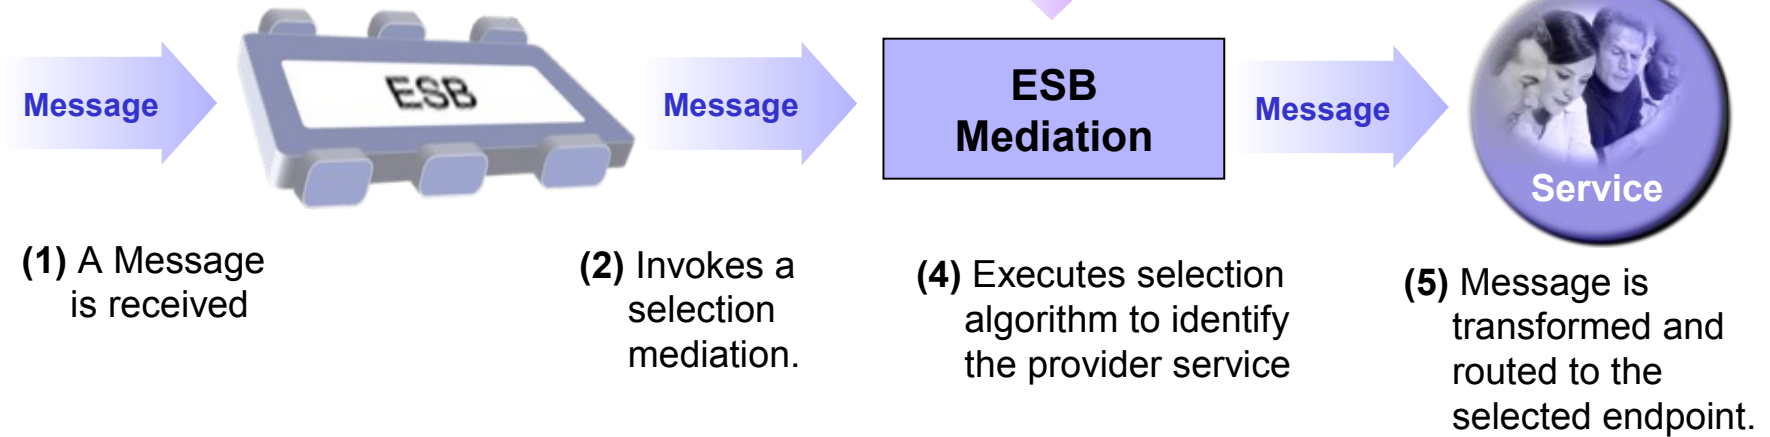 Message
ESB
Message
ESB
Mediation
Message
Service
(1) A Message
is received
(2) Invokes a
selection
mediation.
(4) Executes selection
algorithm to identify
the provider service
(5) Message is
transformed and
routed to the
selected endpoint.